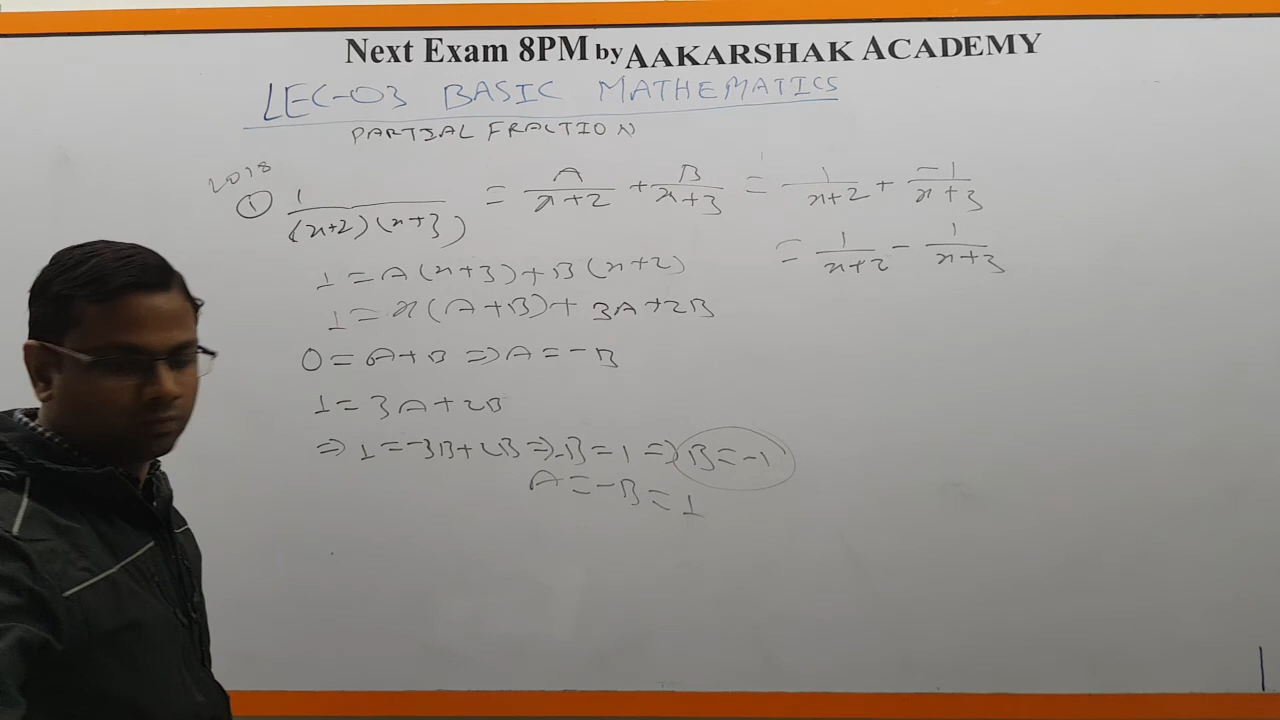 Next Exam 8PM by AAKARSHAK ACADEMY
LEC-03 BASIC MATHEMATICS
PARTIAL FRACTION
2018
① 1/(x+2)(x+3) = A/x+2 + B/x+3 = 1/x+2 + -1/x+3
= 1/x+2 - 1/x+3
1 = A(x+3)+B(x+2)
1 = x(A+B)+ 3A+2B
0 = A+B => A = -B
1 = 3A+2B
=> 1 = -3B+2B => -B = 1 => B = -1
A = -B = 1